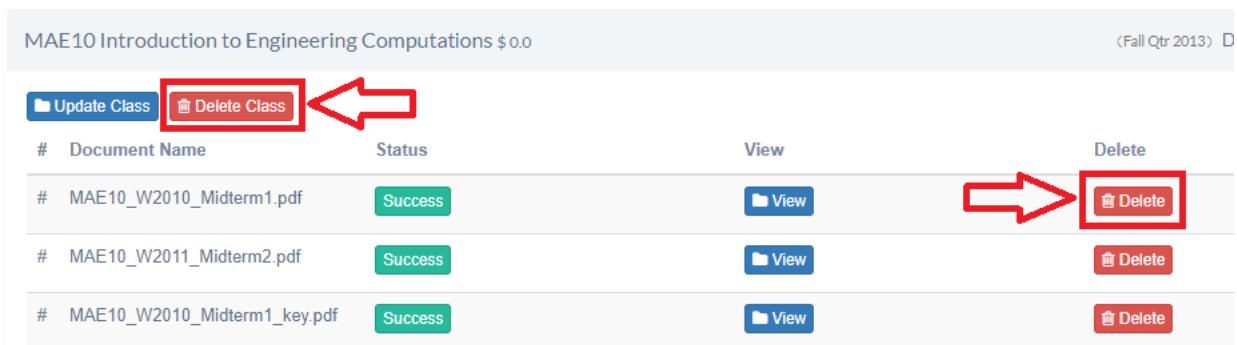 MAE10 Introduction to Engineering Computations $ 0.0 (Fall Qtr 2013) D
Update Class Delete Class
# Document Name Status View Delete
# MAE10_W2010_Midterm1.pdf Success View Delete
# MAE10_W2011_Midterm2.pdf Success View Delete
# MAE10_W2010_Midterm1_key.pdf Success View Delete